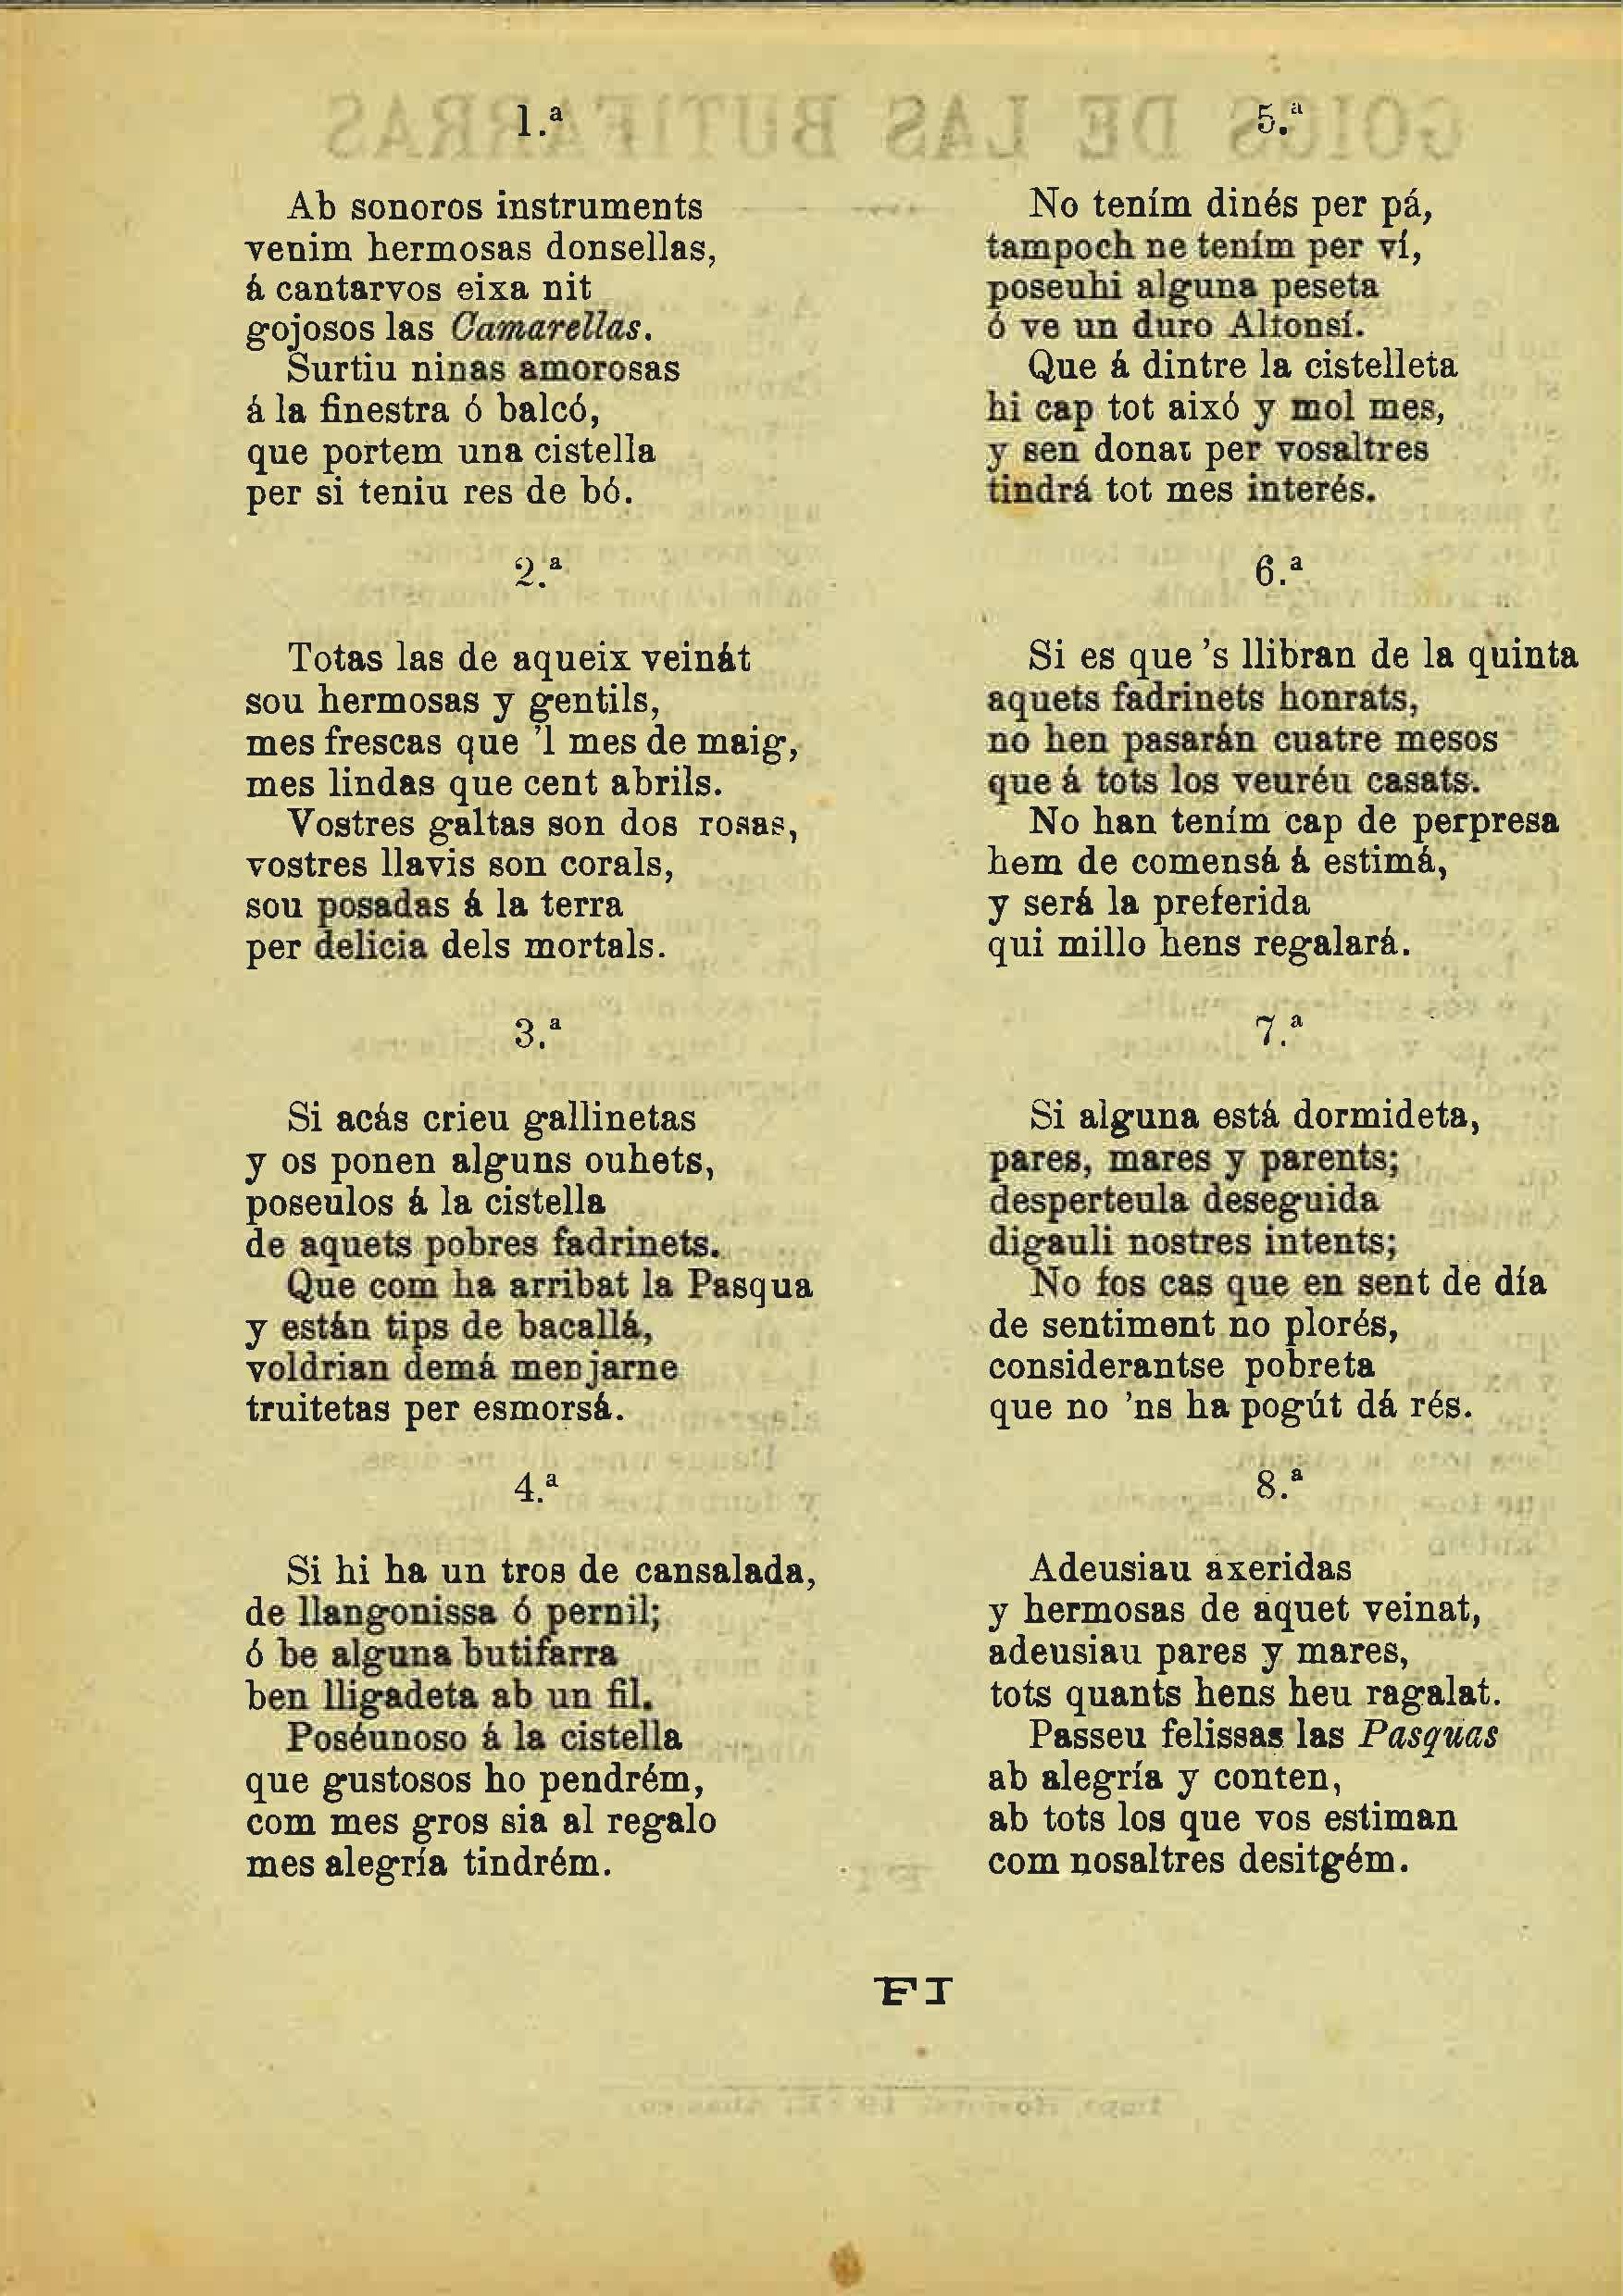 1.ª
Ab sonoros instruments
venim hermosas donsellas,
á cantarvos eixa nit
gojosos las Camarellas.
Surtiu ninas amorosas
á la finestra ó balcó,
que portem una cistella
per si teniu res de bó.
2.ª
Totas las de aqueix veinát
sou hermosas y gentils,
mes frescas que 'l mes de maig,
mes lindas que cent abrils.
Vostres galtas son dos rosas,
vostres llavis son corals,
sou posadas á la terra
per delicia dels mortals.
3.ª
Si acás crieu gallinetas
y os ponen alguns ouhets,
poseulos á la cistella
de aquets pobres fadrinets.
Que com ha arribat la Pasqua
y están tips de bacallá,
voldrian demá menjarne
truitetas per esmorsá.
4.ª
Si hi ha un tros de cansalada,
de llangonissa ó pernil;
ó be alguna butifarra
ben lligadeta ab un fil.
Poséunoso á la cistella
que gustosos ho pendrém,
com mes gros sia al regalo
mes alegría tindrém.
5.ª
No tením dinés per pá,
tampoch ne tením per ví,
poseuhi alguna peseta
ó ve un duro Alfonsí.
Que á dintre la cistelleta
hi cap tot aixó y mol mes,
y sen donat per vosaltres
tindrá tot mes interés.
6.ª
Si es que 's llibran de la quinta
aquets fadrinets honrats,
no hen pasarán cuatre mesos
que á tots los veuréu casats.
No han tením cap de perpresa
hem de comensá á estimá,
y será la preferida
qui millo hens regalará.
7.ª
Si alguna está dormideta,
pares, mares y parents;
desperteula deseguida
digauli nostres intents;
No fos cas que en sent de día
de sentiment no plorés,
considerantse pobreta
que no 'ns ha pogút dá rés.
8.ª
Adeusiau axeridas
y hermosas de aquet veinat,
adeusiau pares y mares,
tots quants hens heu ragalat.
Passeu felissas las Pasquas
ab alegría y conten,
ab tots los que vos estiman
com nosaltres desitgém.
FI